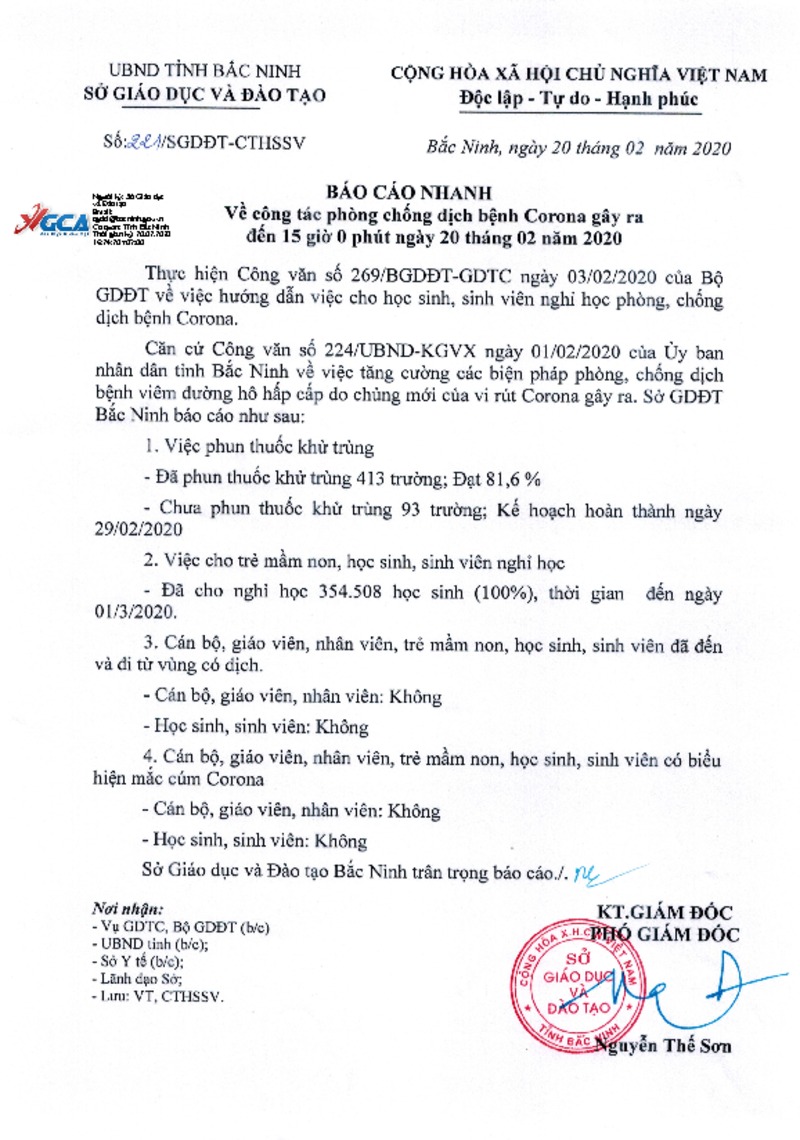 UBND TỈNH BẮC NINH
SỞ GIÁO DỤC VÀ ĐÀO TẠO
CỘNG HÒA XÃ HỘI CHỦ NGHĨA VIỆT NAM
Độc lập - Tự do - Hạnh phúc
Số:221/SGDĐT-CTHSSV
Bắc Ninh, ngày 20 tháng 02 năm 2020
GCA
Người ký: Sở Giáo dục
và Đào tạo
Email:
Cơ quan: Tỉnh Bắc Ninh
BÁO CÁO NHANH
Về công tác phòng chống dịch bệnh Corona gây ra
đến 15 giờ 0 phút ngày 20 tháng 02 năm 2020
Thực hiện Công văn số 269/BGDĐT-GDTC ngày 03/02/2020 của Bộ
GDĐT về việc hướng dẫn việc cho học sinh, sinh viên nghỉ học phòng, chống
dịch bệnh Corona.
Căn cứ Công văn số 224/UBND-KGVX ngày 01/02/2020 của Ủy ban
nhân dân tỉnh Bắc Ninh về việc tăng cường các biện pháp phòng, chống dịch
bệnh viêm đường hô hấp cấp do chủng mới của vi rút Corona gây ra. Sở GDĐT
Bắc Ninh báo cáo như sau:
1. Việc phun thuốc khử trùng
- Đã phun thuốc khử trùng 413 trường; Đạt 81,6 %
- Chưa phun thuốc khử trùng 93 trường; Kế hoạch hoàn thành ngày
29/02/2020
2. Việc cho trẻ mầm non, học sinh, sinh viên nghỉ học
- Đã cho nghỉ học 354.508 học sinh (100%), thời gian đến ngày
01/3/2020.
3. Cán bộ, giáo viên, nhân viên, trẻ mầm non, học sinh, sinh viên đã đến
và đi từ vùng có dịch.
- Cán bộ, giáo viên, nhân viên: Không
- Học sinh, sinh viên: Không
4. Cán bộ, giáo viên, nhân viên, trẻ mầm non, học sinh, sinh viên có biểu
hiện mắc cúm Corona
- Cán bộ, giáo viên, nhân viên: Không
- Học sinh, sinh viên: Không
Sở Giáo dục và Đào tạo Bắc Ninh trân trọng báo cáo./.
Nơi nhận:
- Vụ GDTC, Bộ GDĐT (b/c)
- UBND tỉnh (b/c);
- Sở Y tế (b/c);
- Lãnh đạo Sở;
- Lưu: VT, CTHSSV.
KT.GIÁM ĐỐC
PHÓ GIÁM ĐỐC
CỘNG HÒA X.H.C.N VIỆT NAM
SỞ
GIÁO DỤC
VÀ
ĐÀO TẠO
TỈNH BẮC NINH
Nguyễn Thế Sơn